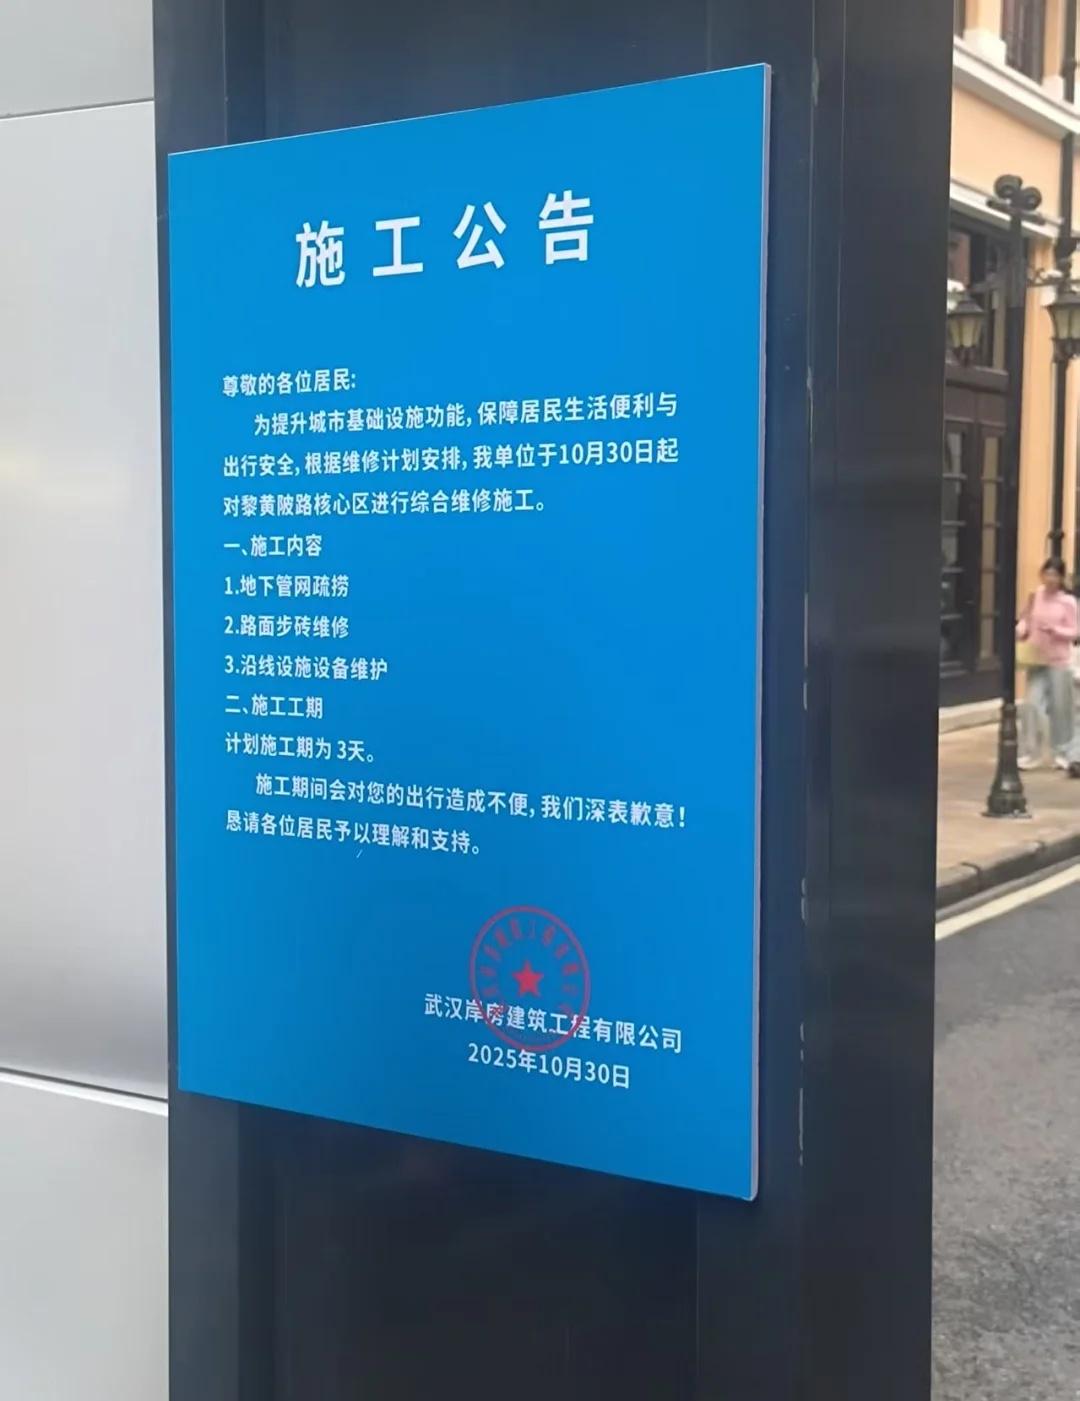 施工公告
尊敬的各位居民:
为提升城市基础设施功能,保障居民生活便利与
出行安全,根据维修计划安排,我单位于10月30日起
对黎黄陂路核心区进行综合维修施工。
一、施工内容
1.地下管网疏捞
2.路面步砖维修
3.沿线设施设备维护
二、施工工期
计划施工期为 3天。
施工期间会对您的出行造成不便,我们深表歉意!
恳请各位居民予以理解和支持。
武汉岸房建筑工程有限公司
2025年10月30日